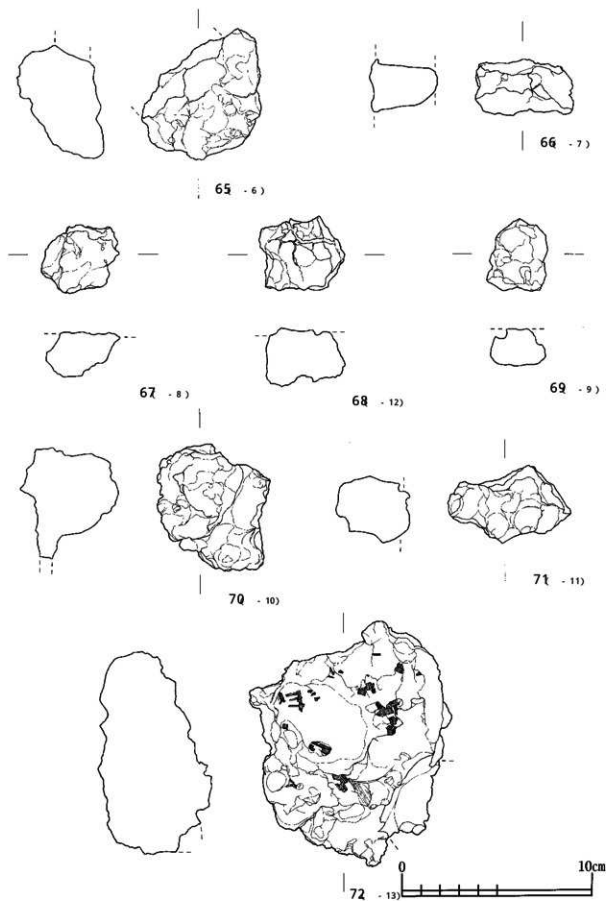 65( - 6)
66( - 7)
67( - 8)
68( - 12)
69( - 9)
70( - 10)
71( - 11)
0 10cm
72( - 13)